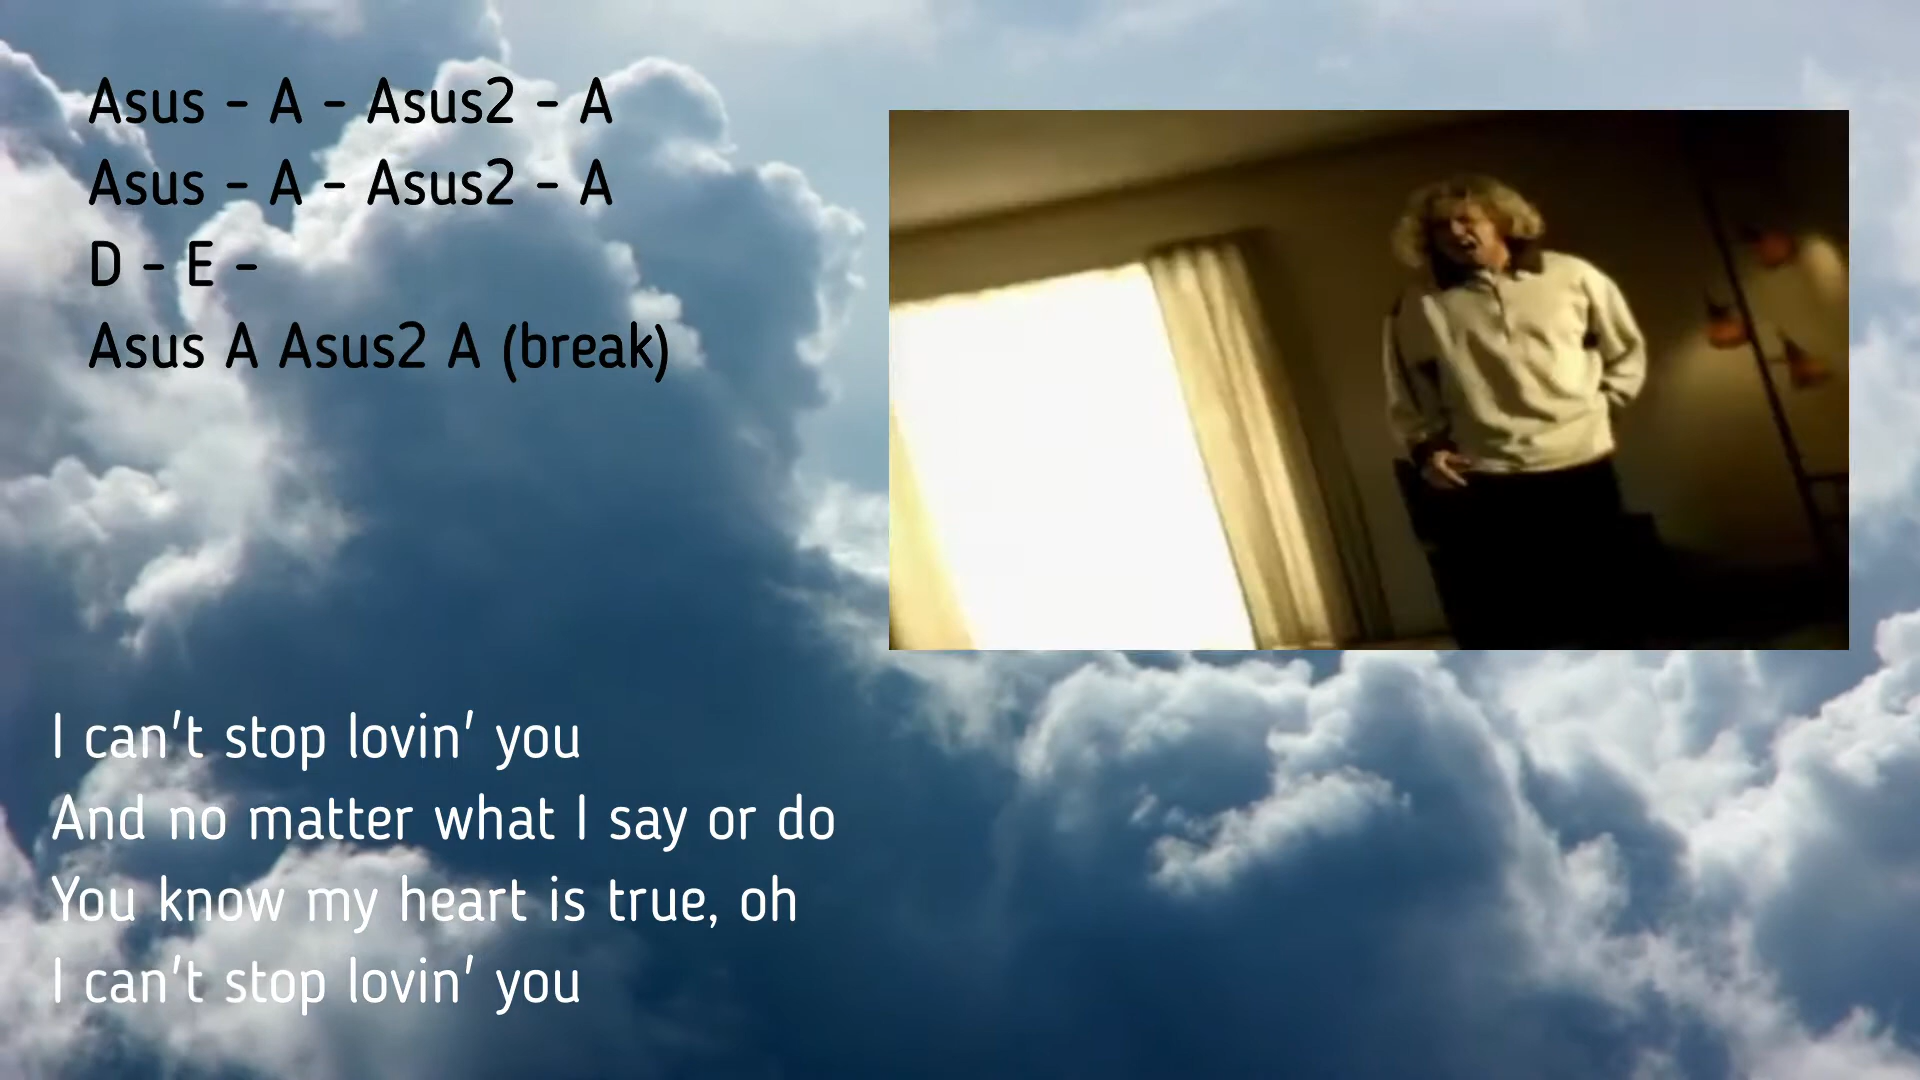 Asus - A - Asus2 - A
Asus - A - Asus2 - A
D - E -
Asus A Asus2 A (break)
I can't stop lovin' you
And no matter what I say or do
You know my heart is true, oh
I can't stop lovin' you